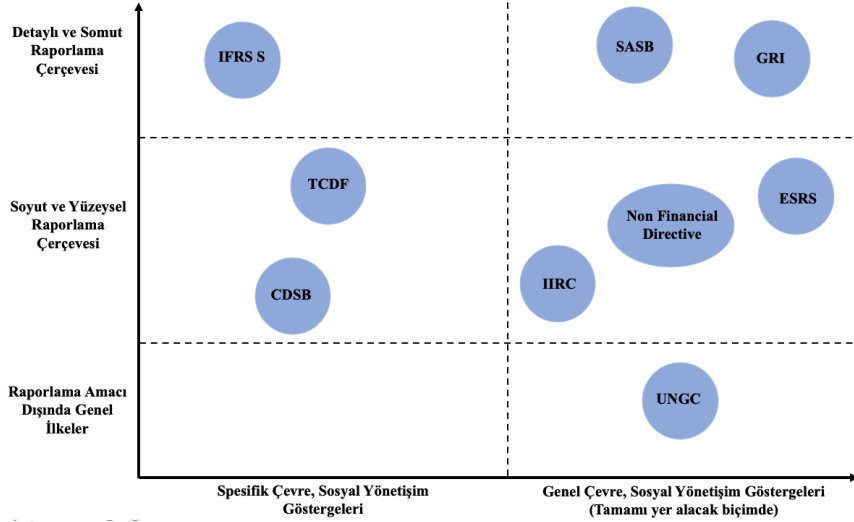 Detaylı ve Somut
Raporlama
Çerçevesi
IFRS S
SASB
GRI
Soyut ve Yüzeysel
Raporlama
Çerçevesi
TCDF
CDSB
IIRC
Non Financial
Directive
ESRS
Raporlama Amacı
Dışında Genel
İlkeler
UNGC
Spesifik Çevre, Sosyal Yönetişim
Göstergeleri
Genel Çevre, Sosyal Yönetişim Göstergeleri
(Tamamı yer alacak biçimde)